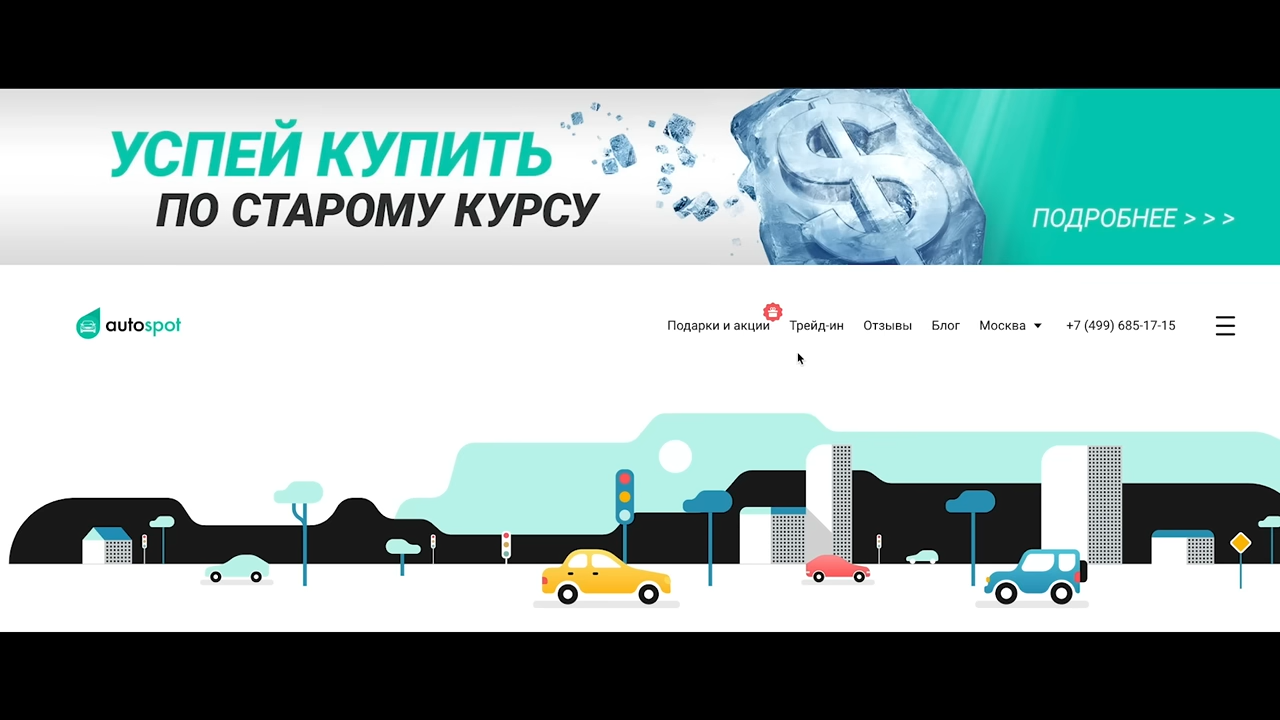 УСПЕЙ КУПИТЬ
ПО СТАРОМУ КУРСУ
ПОДРОБНЕЕ > > >
autospot
Подарки и акции Трейд-ин Отзывы Блог Москва +7 (499) 685-17-15